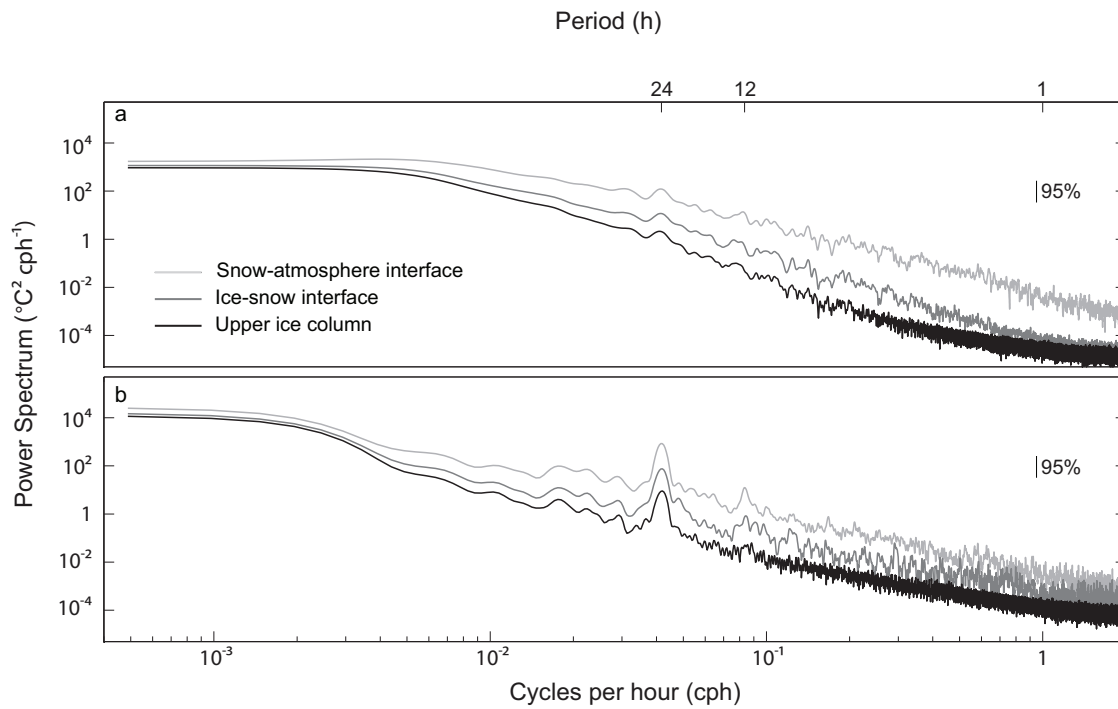 Period (h)
24 12 1
a
10⁴
10²
1
10⁻²
10⁻⁴
95%
Snow-atmosphere interface
Ice-snow interface
Upper ice column
Power Spectrum (°C² cph⁻¹)
b
10⁴
10²
1
10⁻²
10⁻⁴
95%
10⁻³ 10⁻² 10⁻¹ 1
Cycles per hour (cph)